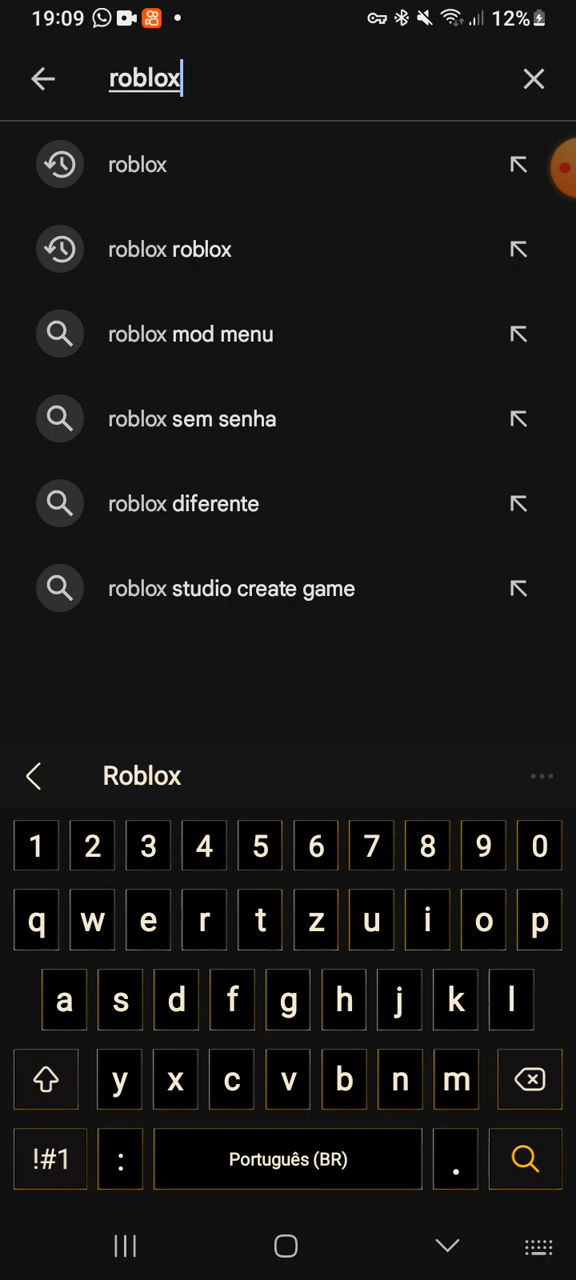 19:09 12%
roblox
roblox
roblox roblox
roblox mod menu
roblox sem senha
roblox diferente
roblox studio create game
Roblox
1 2 3 4 5 6 7 8 9 0
q w e r t z u i o p
a s d f g h j k l
y x c v b n m
!#1 : Português (BR) .